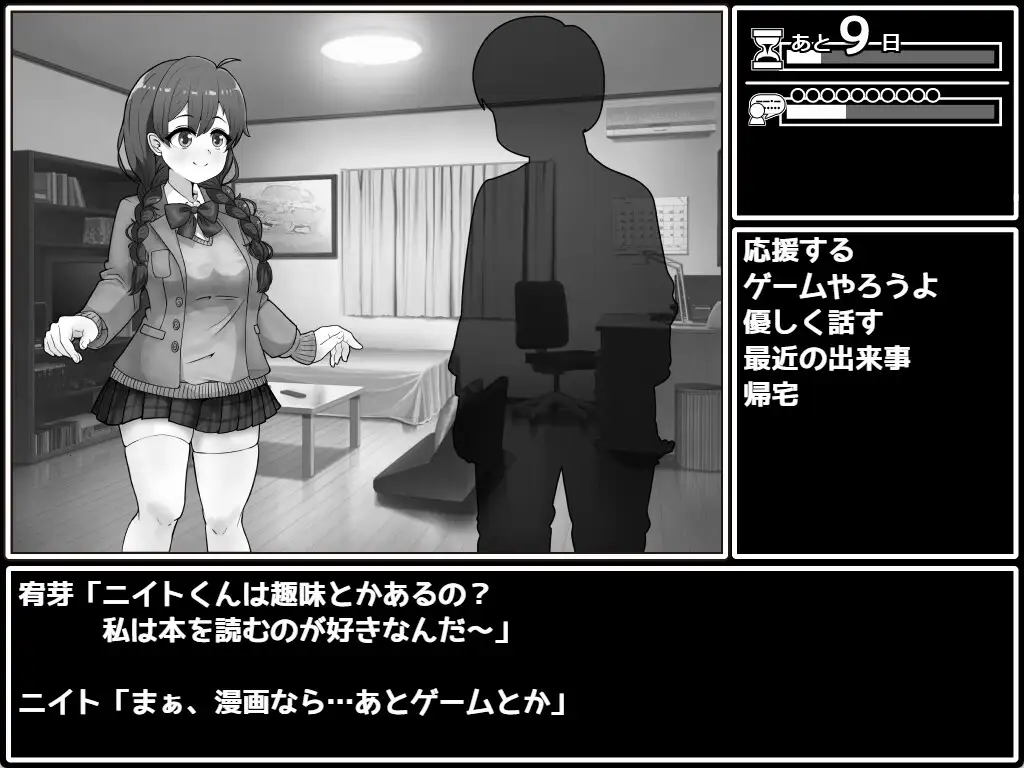 あと9日
○○○○○○○○○○
応援する
ゲームやろうよ
優しく話す
最近の出来事
帰宅
宥芽「ニイトくんは趣味とかあるの？
私は本を読むのが好きなんだ～」
ニイト「まぁ、漫画なら…あとゲームとか」